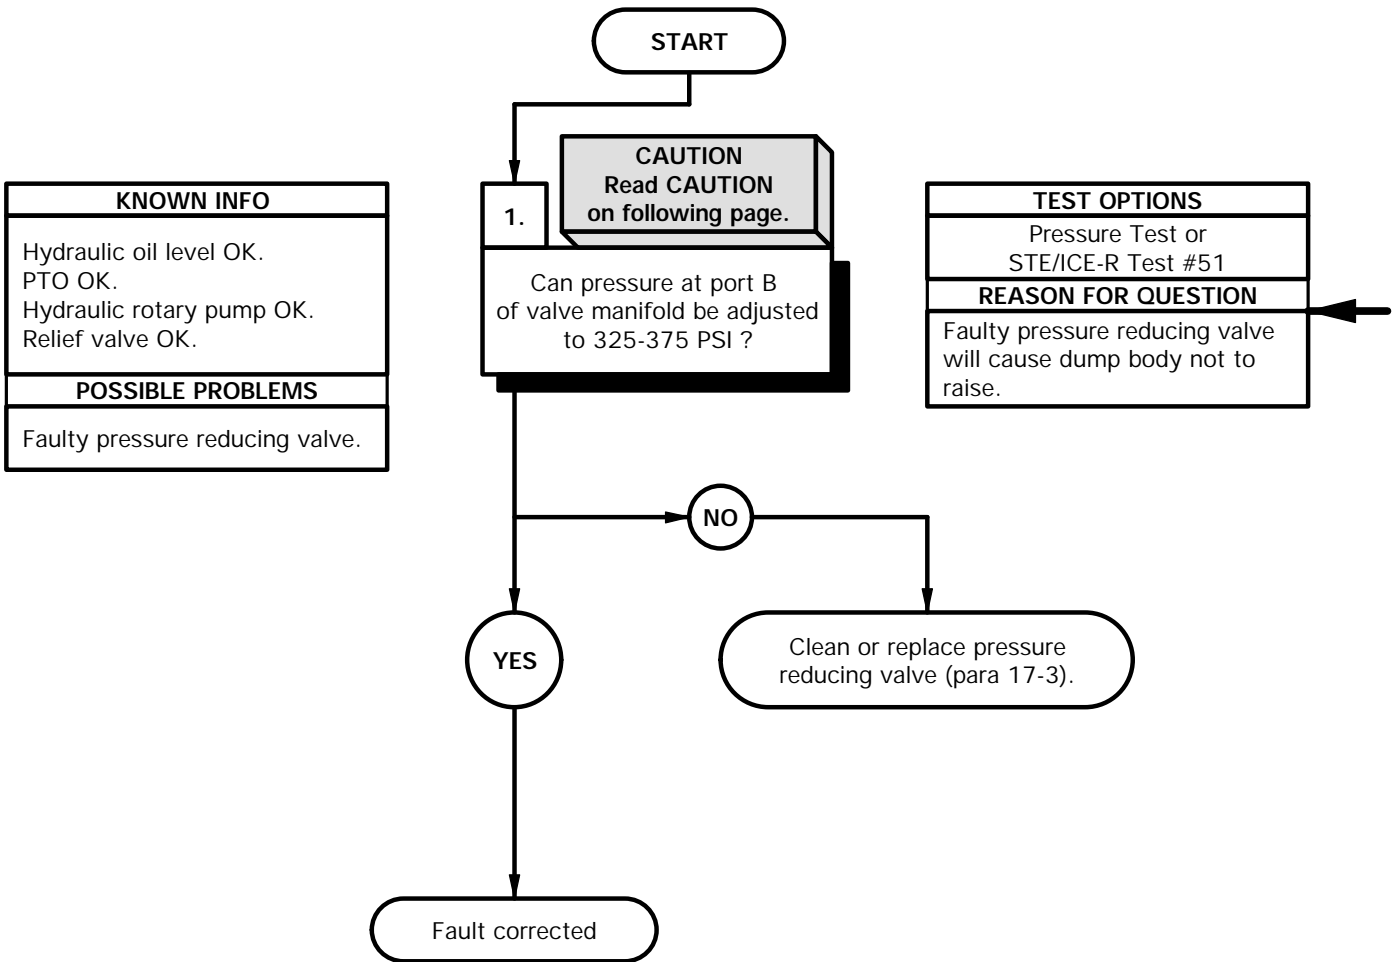 START
KNOWN INFO
Hydraulic oil level OK.
PTO OK.
Hydraulic rotary pump OK.
Relief valve OK.
POSSIBLE PROBLEMS
Faulty pressure reducing valve.
CAUTION
Read CAUTION
on following page.
1.
Can pressure at port B
of valve manifold be adjusted
to 325-375 PSI ?
TEST OPTIONS
Pressure Test or
STE/ICE-R Test #51
REASON FOR QUESTION
Faulty pressure reducing valve
will cause dump body not to
raise.
NO
YES
Clean or replace pressure
reducing valve (para 17-3).
Fault corrected